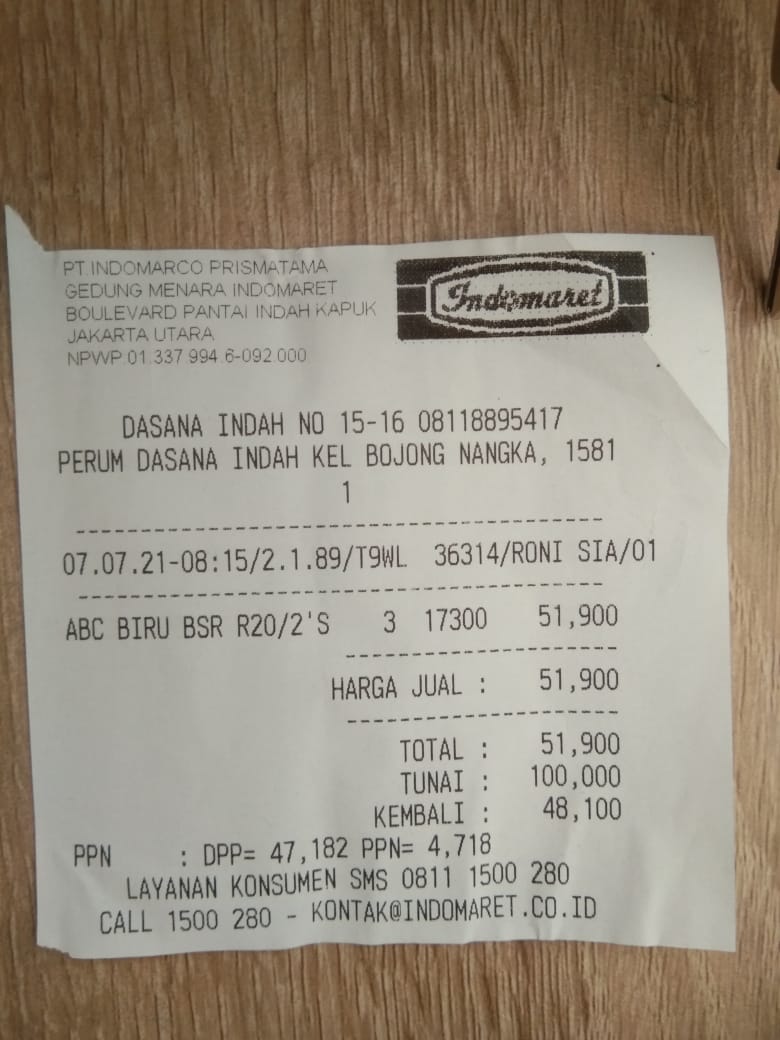 PT.INDOMARCO PRISMATAMA
GEDUNG MENARA INDOMARET
BOULEVARD PANTAI INDAH KAPUK
JAKARTA UTARA
NPWP.01.337.994.6-092.000
Indomaret
DASANA INDAH NO 15-16 08118895417
PERUM DASANA INDAH KEL BOJONG NANGKA, 1581
1
07.07.21-08:15/2.1.89/T9WL 36314/RONI SIA/01
ABC BIRU BSR R20/2'S 3 17300 51,900
HARGA JUAL : 51,900
TOTAL : 51,900
TUNAI : 100,000
KEMBALI : 48,100
PPN : DPP= 47,182 PPN= 4,718
LAYANAN KONSUMEN SMS 0811 1500 280
CALL 1500 280 - KONTAK@INDOMARET.CO.ID